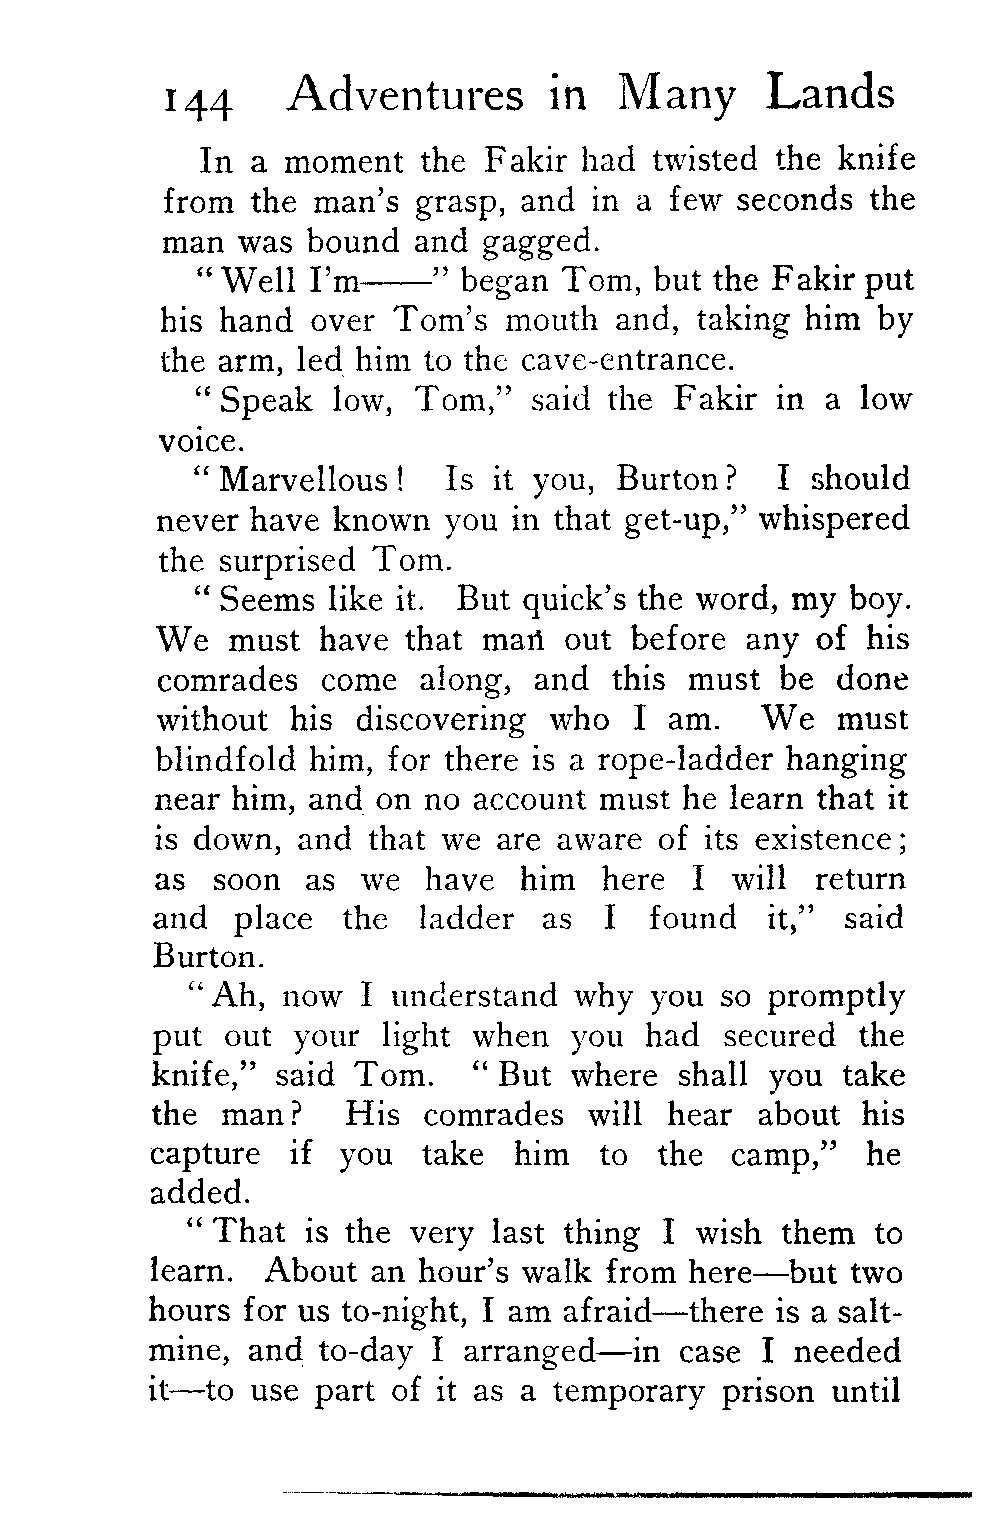 144 Adventures in Many Lands
In a moment the Fakir had twisted the knife
from the man's grasp, and in a few seconds the
man was bound and gagged.
"Well I'm——" began Tom, but the Fakir put
his hand over Tom's mouth and, taking him by
the arm, led him to the cave-entrance.
"Speak low, Tom," said the Fakir in a low
voice.
"Marvellous! Is it you, Burton? I should
never have known you in that get-up," whispered
the surprised Tom.
"Seems like it. But quick's the word, my boy.
We must have that man out before any of his
comrades come along, and this must be done
without his discovering who I am. We must
blindfold him, for there is a rope-ladder hanging
near him, and on no account must he learn that it
is down, and that we are aware of its existence;
as soon as we have him here I will return
and place the ladder as I found it," said
Burton.
"Ah, now I understand why you so promptly
put out your light when you had secured the
knife," said Tom. "But where shall you take
the man? His comrades will hear about his
capture if you take him to the camp," he
added.
"That is the very last thing I wish them to
learn. About an hour's walk from here—but two
hours for us to-night, I am afraid—there is a salt-
mine, and to-day I arranged—in case I needed
it—to use part of it as a temporary prison until